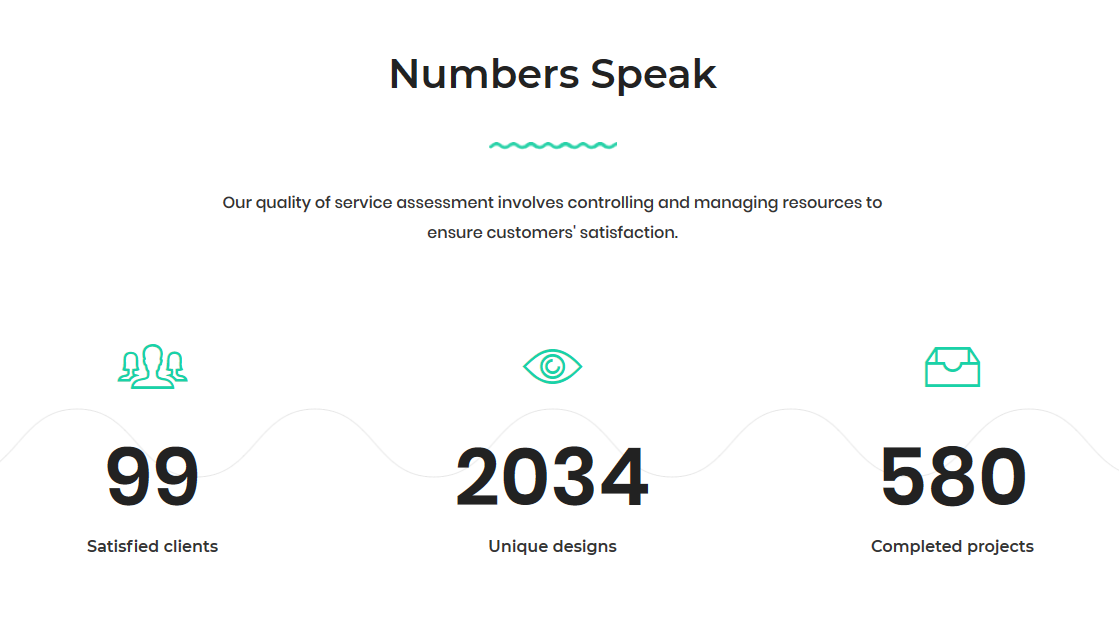 Numbers Speak
Our quality of service assessment involves controlling and managing resources to
ensure customers' satisfaction.
99
2034
580
Satisfied clients
Unique designs
Completed projects